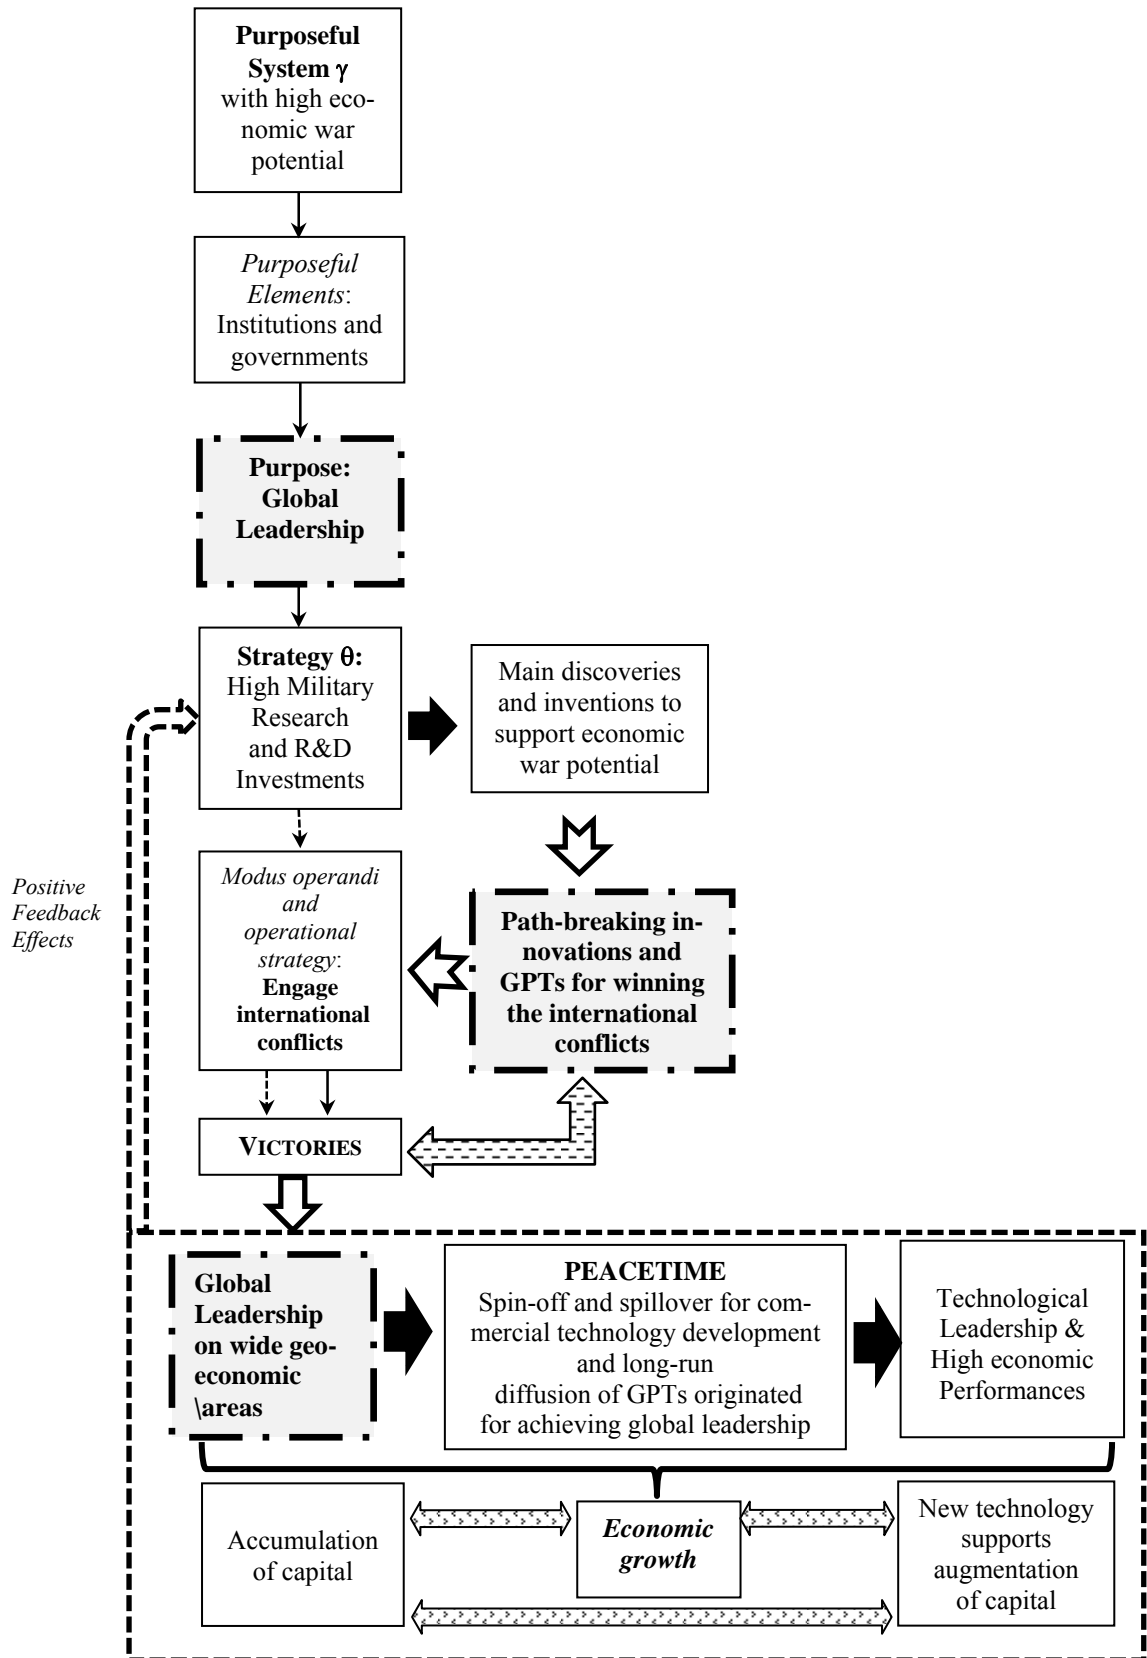 Purposeful
System γ
with high eco-
nomic war
potential
Purposeful
Elements:
Institutions and
governments
Purpose:
Global
Leadership
Strategy θ:
High Military
Research
and R&D
Investments
Main discoveries
and inventions to
support economic
war potential
Positive
Feedback
Effects
Modus operandi
and
operational
strategy:
Engage
international
conflicts
Path-breaking in-
novations and
GPTs for winning
the international
conflicts
VICTORIES
Global
Leadership
on wide geo-
economic
\areas
PEACETIME
Spin-off and spillover for com-
mercial technology development
and long-run
diffusion of GPTs originated
for achieving global leadership
Technological
Leadership &
High economic
Performances
Accumulation
of capital
Economic
growth
New technology
supports
augmentation
of capital